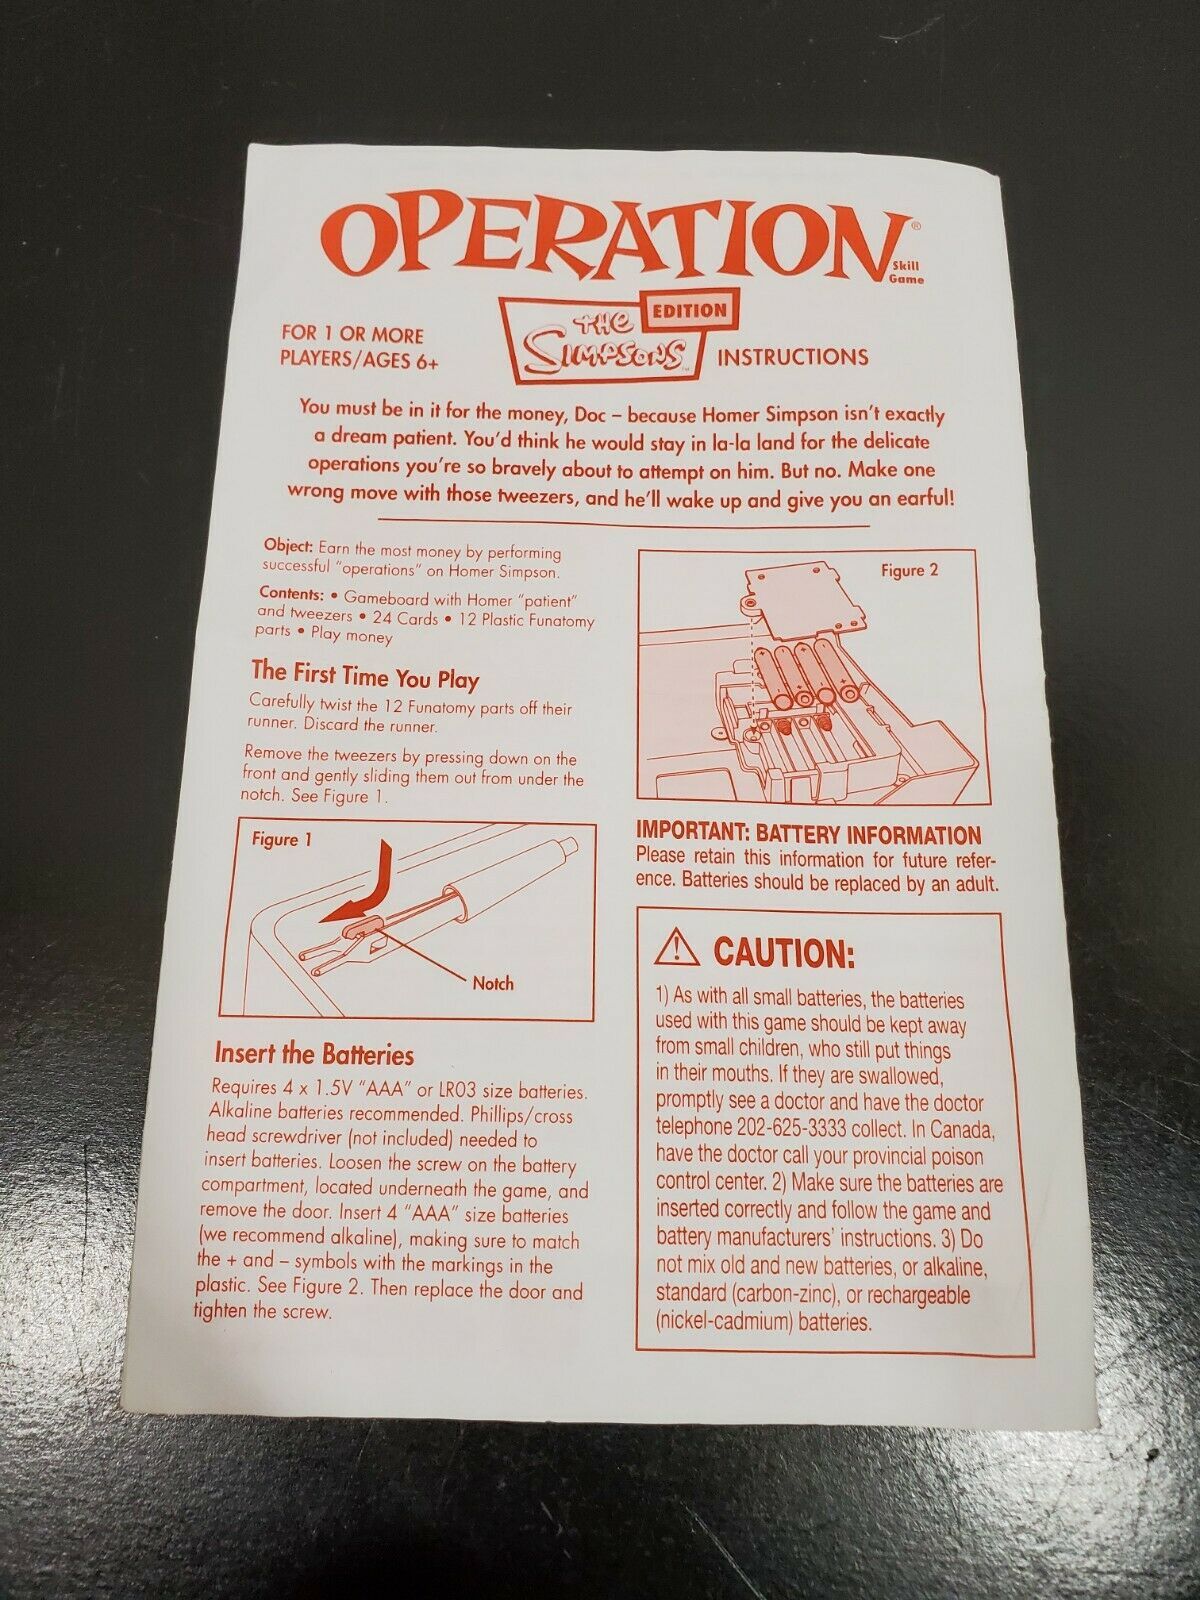 OPERATION®
Skill
Game
FOR 1 OR MORE
PLAYERS/AGES 6+
THE
SIMPSONS™
EDITION
INSTRUCTIONS
You must be in it for the money, Doc – because Homer Simpson isn't exactly
a dream patient. You'd think he would stay in la-la land for the delicate
operations you're so bravely about to attempt on him. But no. Make one
wrong move with those tweezers, and he'll wake up and give you an earful!
Object: Earn the most money by performing
successful "operations" on Homer Simpson.
Contents: • Gameboard with Homer "patient"
and tweezers • 24 Cards • 12 Plastic Funatomy
parts • Play money
The First Time You Play
Carefully twist the 12 Funatomy parts off their
runner. Discard the runner.
Remove the tweezers by pressing down on the
front and gently sliding them out from under the
notch. See Figure 1.
Figure 1
Notch
Insert the Batteries
Requires 4 x 1.5V "AAA" or LR03 size batteries.
Alkaline batteries recommended. Phillips/cross
head screwdriver (not included) needed to
insert batteries. Loosen the screw on the battery
compartment, located underneath the game, and
remove the door. Insert 4 "AAA" size batteries
(we recommend alkaline), making sure to match
the + and – symbols with the markings in the
plastic. See Figure 2. Then replace the door and
tighten the screw.
Figure 2
IMPORTANT: BATTERY INFORMATION
Please retain this information for future refer-
ence. Batteries should be replaced by an adult.
⚠ CAUTION:
1) As with all small batteries, the batteries
used with this game should be kept away
from small children, who still put things
in their mouths. If they are swallowed,
promptly see a doctor and have the doctor
telephone 202-625-3333 collect. In Canada,
have the doctor call your provincial poison
control center. 2) Make sure the batteries are
inserted correctly and follow the game and
battery manufacturers' instructions. 3) Do
not mix old and new batteries, or alkaline,
standard (carbon-zinc), or rechargeable
(nickel-cadmium) batteries.